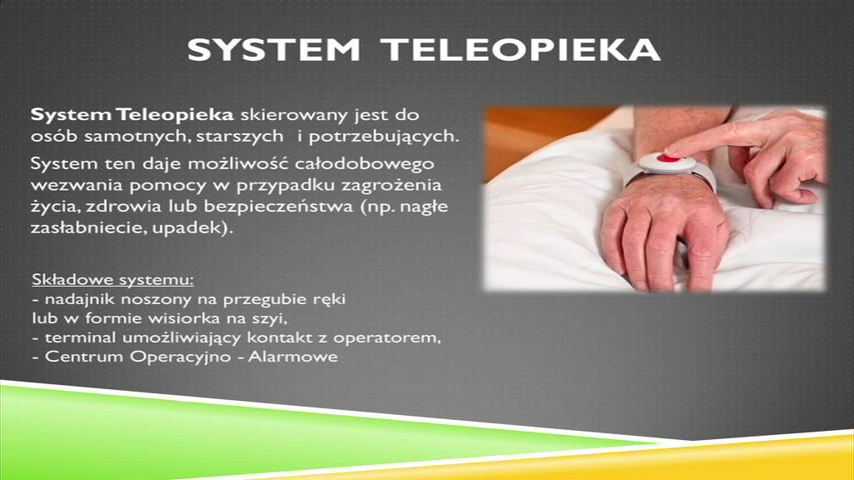 SYSTEM TELEOPIEKA
System Teleopieka skierowany jest do
osób samotnych, starszych i potrzebujących.
System ten daje możliwość całodobowego
wezwania pomocy w przypadku zagrożenia
życia, zdrowia lub bezpieczeństwa (np. nagłe
zasłabniecie, upadek).
Składowe systemu:
- nadajnik noszony na przegubie ręki
lub w formie wisiorka na szyi,
- terminal umożliwiający kontakt z operatorem,
- Centrum Operacyjno - Alarmowe